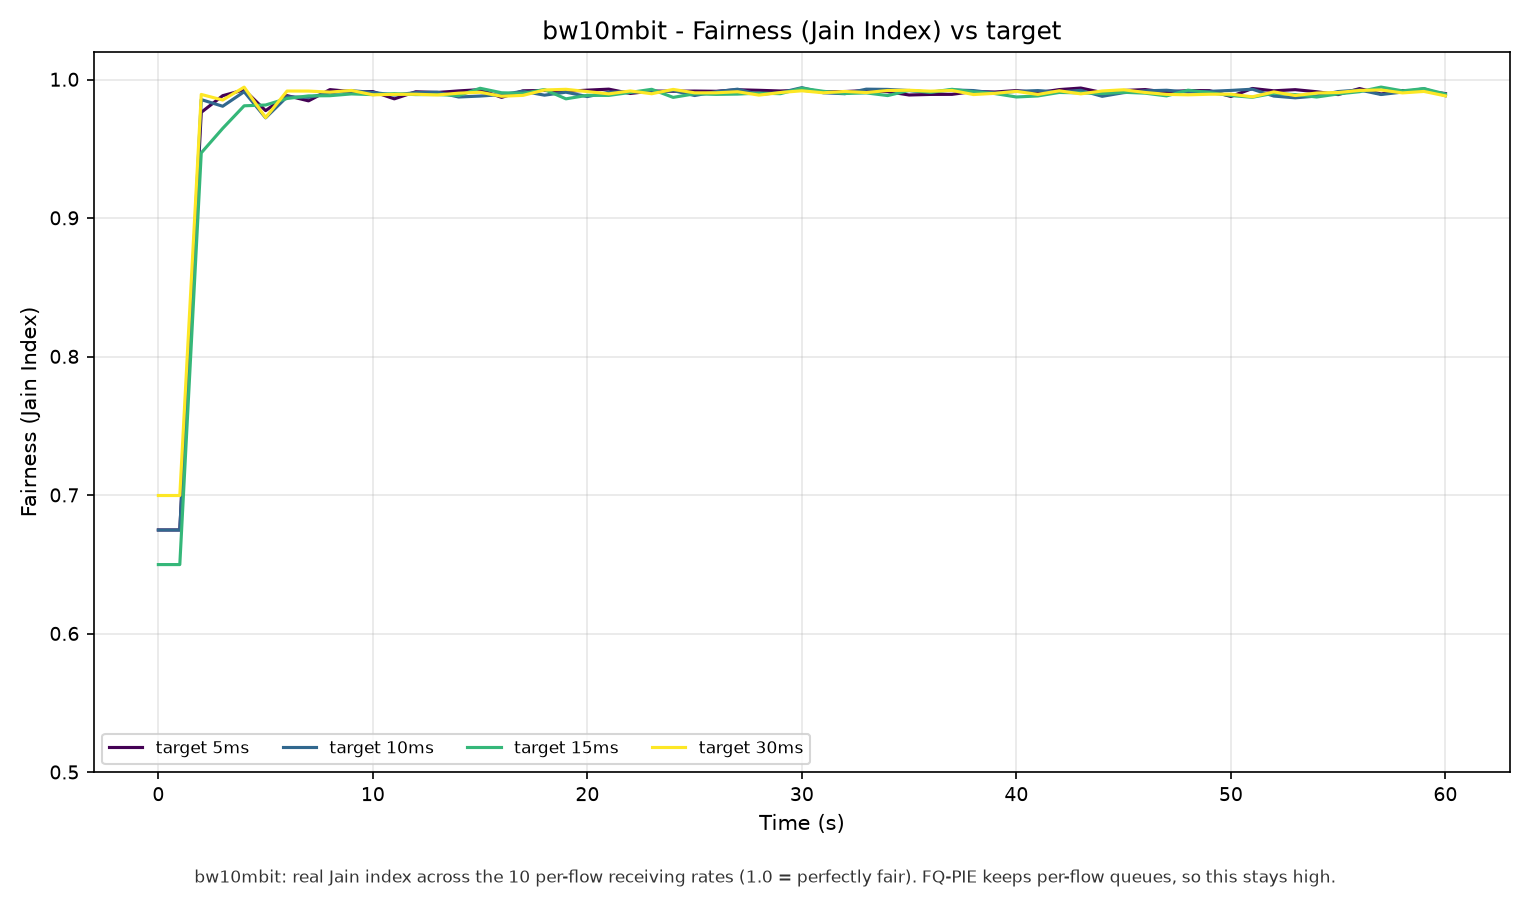 bw10mbit - Fairness (Jain Index) vs target
Fairness (Jain Index)
1.0
0.9
0.8
0.7
0.6
0.5
target 5ms
target 10ms
target 15ms
target 30ms
0
10
20
30
40
50
60
Time (s)
bw10mbit: real Jain index across the 10 per-flow receiving rates (1.0 = perfectly fair). FQ-PIE keeps per-flow queues, so this stays high.